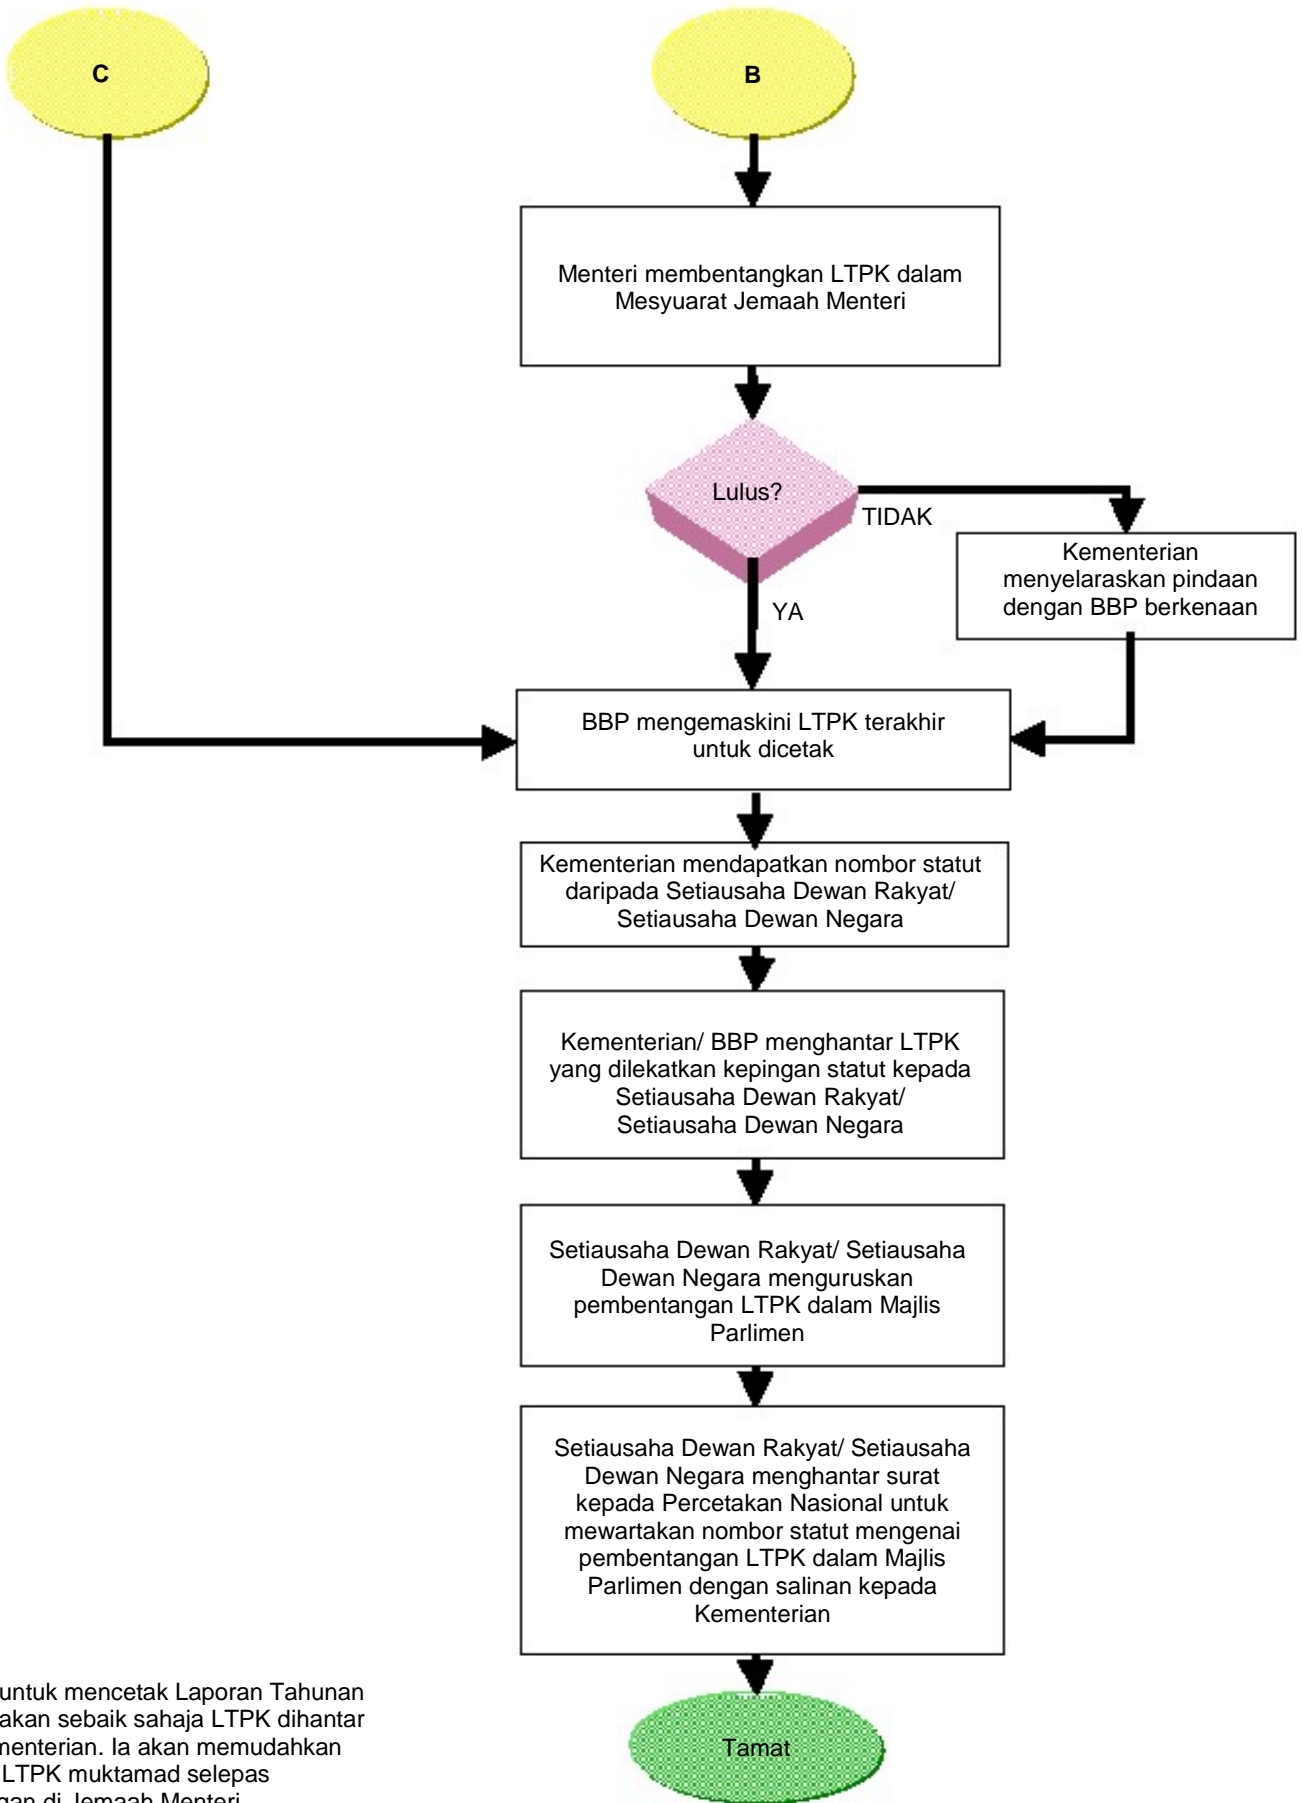 C
B
Menteri membentangkan LTPK dalam
Mesyuarat Jemaah Menteri
Lulus?
TIDAK
Kementerian
menyelaraskan pindaan
dengan BBP berkenaan
YA
BBP mengemaskini LTPK terakhir
untuk dicetak
Kementerian mendapatkan nombor statut
daripada Setiausaha Dewan Rakyat/
Setiausaha Dewan Negara
Kementerian/ BBP menghantar LTPK
yang dilekatkan kepingan statut kepada
Setiausaha Dewan Rakyat/
Setiausaha Dewan Negara
Setiausaha Dewan Rakyat/ Setiausaha
Dewan Negara menguruskan
pembentangan LTPK dalam Majlis
Parlimen
Setiausaha Dewan Rakyat/ Setiausaha
Dewan Negara menghantar surat
kepada Percetakan Nasional untuk
mewartakan nombor statut mengenai
pembentangan LTPK dalam Majlis
Parlimen dengan salinan kepada
Kementerian
untuk mencetak Laporan Tahunan
sebaik sahaja LTPK dihantar
Ia akan memudahkan
LTPK muktamad selepas
di Jemaah Menteri
Tamat